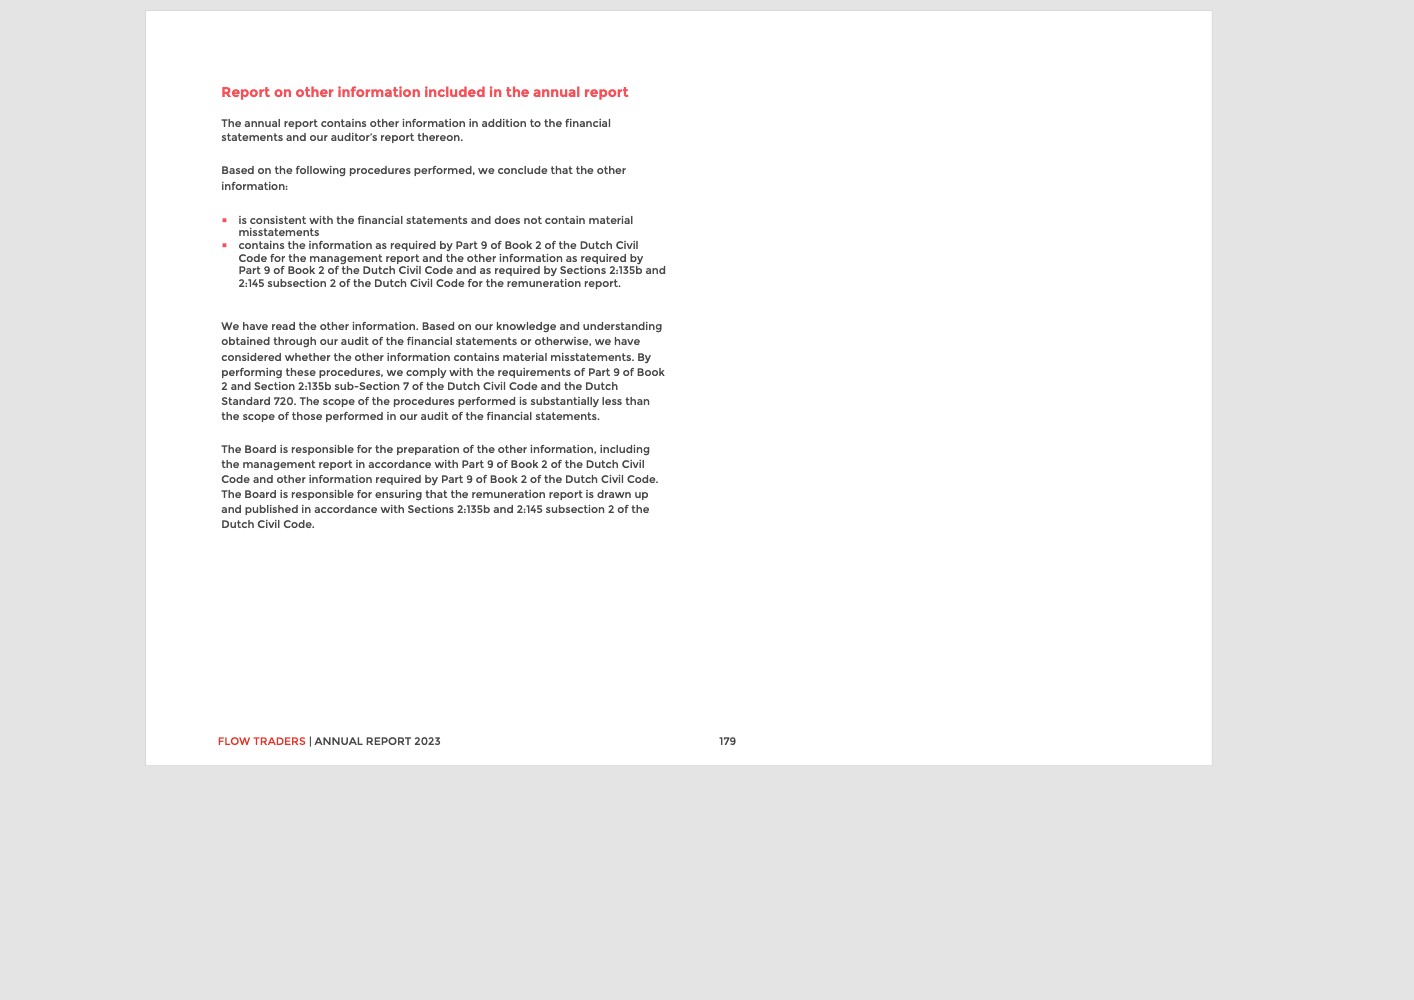 Report on other information included in the annual report
The annual report contains other information in addition to the financial
statements and our auditor's report thereon.
Based on the following procedures performed, we conclude that the other
information:
▪ is consistent with the financial statements and does not contain material
misstatements
▪ contains the information as required by Part 9 of Book 2 of the Dutch Civil
Code for the management report and the other information as required by
Part 9 of Book 2 of the Dutch Civil Code and as required by Sections 2:135b and
2:145 subsection 2 of the Dutch Civil Code for the remuneration report.
We have read the other information. Based on our knowledge and understanding
obtained through our audit of the financial statements or otherwise, we have
considered whether the other information contains material misstatements. By
performing these procedures, we comply with the requirements of Part 9 of Book
2 and Section 2:135b sub-Section 7 of the Dutch Civil Code and the Dutch
Standard 720. The scope of the procedures performed is substantially less than
the scope of those performed in our audit of the financial statements.
The Board is responsible for the preparation of the other information, including
the management report in accordance with Part 9 of Book 2 of the Dutch Civil
Code and other information required by Part 9 of Book 2 of the Dutch Civil Code.
The Board is responsible for ensuring that the remuneration report is drawn up
and published in accordance with Sections 2:135b and 2:145 subsection 2 of the
Dutch Civil Code.
FLOW TRADERS | ANNUAL REPORT 2023
179